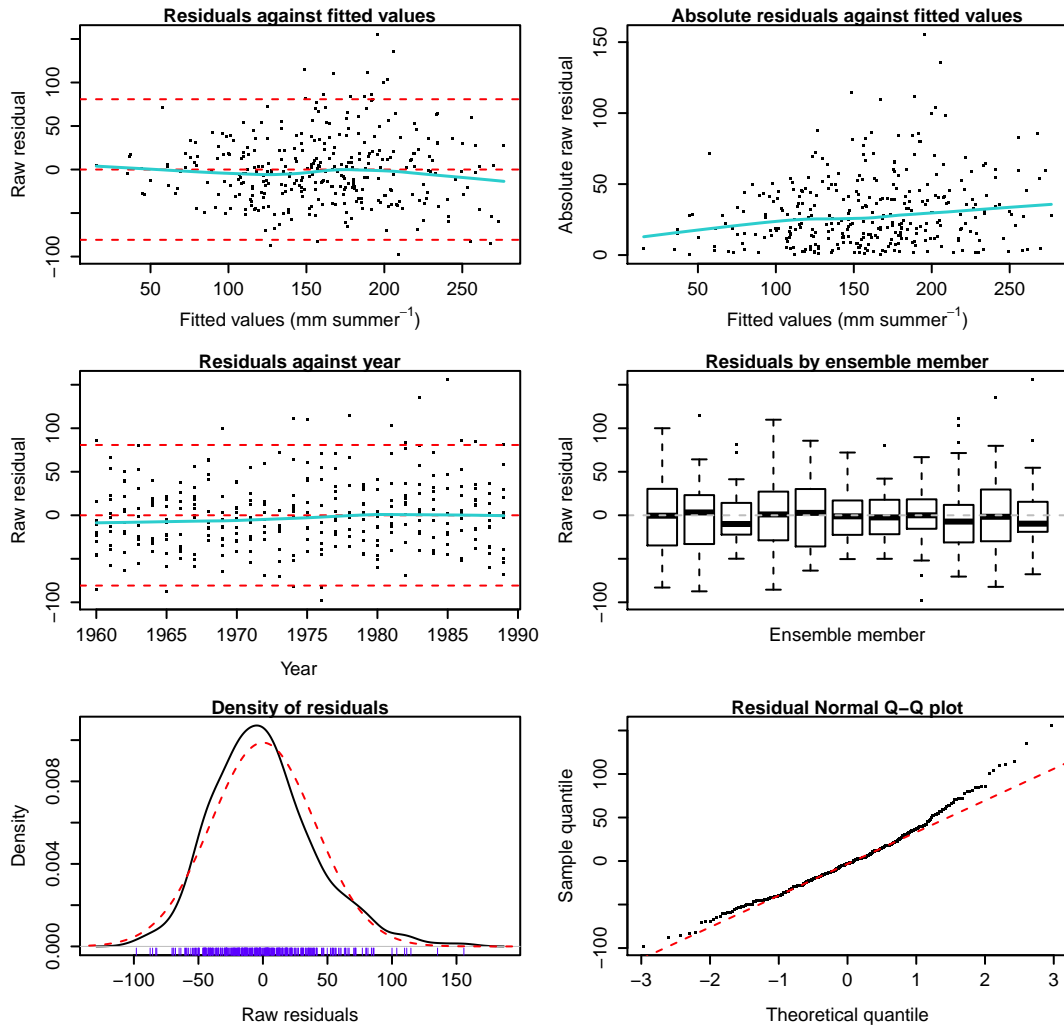 Residuals against fitted values
Raw residual
−100
0
50
100
50
100
150
200
250
Fitted values (mm summer⁻¹)
Absolute residuals against fitted values
Absolute raw residual
0
50
100
150
50
100
150
200
250
Fitted values (mm summer⁻¹)
Residuals against year
Raw residual
−100
0
50
100
1960
1965
1970
1975
1980
1985
1990
Year
Residuals by ensemble member
Raw residual
−100
0
50
100
Ensemble member
Density of residuals
Density
0.000
0.004
0.008
−100
−50
0
50
100
150
Raw residuals
Residual Normal Q−Q plot
Sample quantile
−100
0
50
100
−3
−2
−1
0
1
2
3
Theoretical quantile